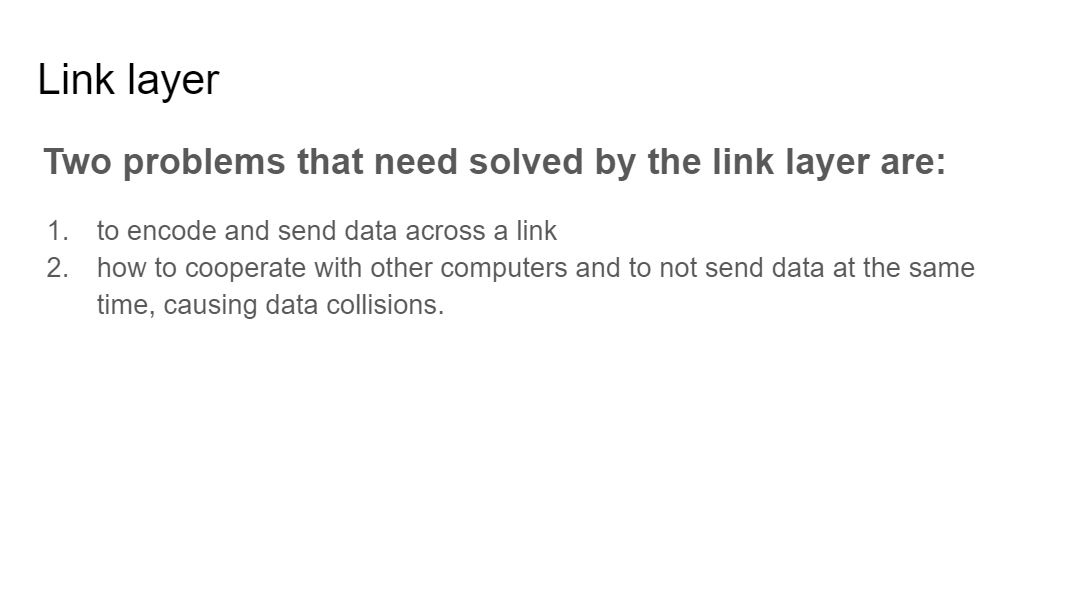 Link layer
Two problems that need solved by the link layer are:
1. to encode and send data across a link
2. how to cooperate with other computers and to not send data at the same
time, causing data collisions.